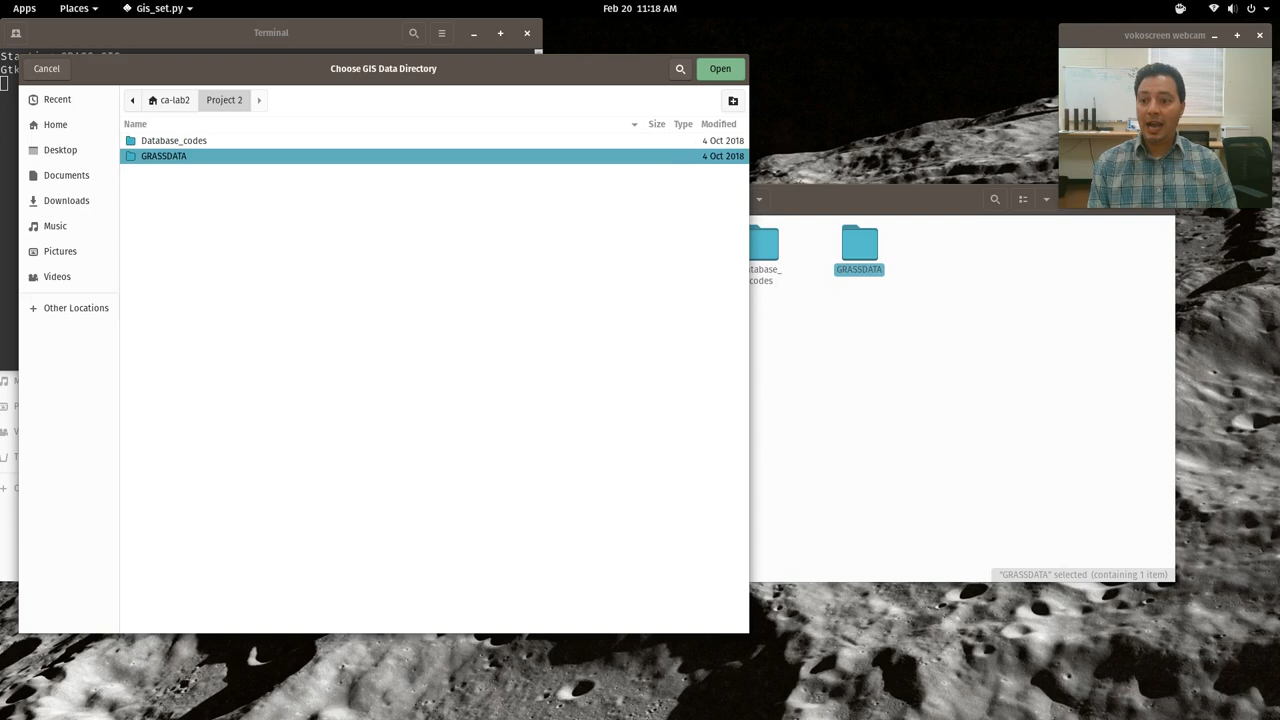 Apps Places Gis_set.py Feb 20 11:18 AM
Terminal
vokoscreen webcam
Gtk
Cancel Choose GIS Data Directory Open
Recent
Home
Desktop
Documents
Downloads
Music
Pictures
Videos
Other Locations
ca-lab2 Project 2
Name Size Type Modified
Database_codes 4 Oct 2018
GRASSDATA 4 Oct 2018
GRASSDATA
codes
"GRASSDATA" selected (containing 1 item)